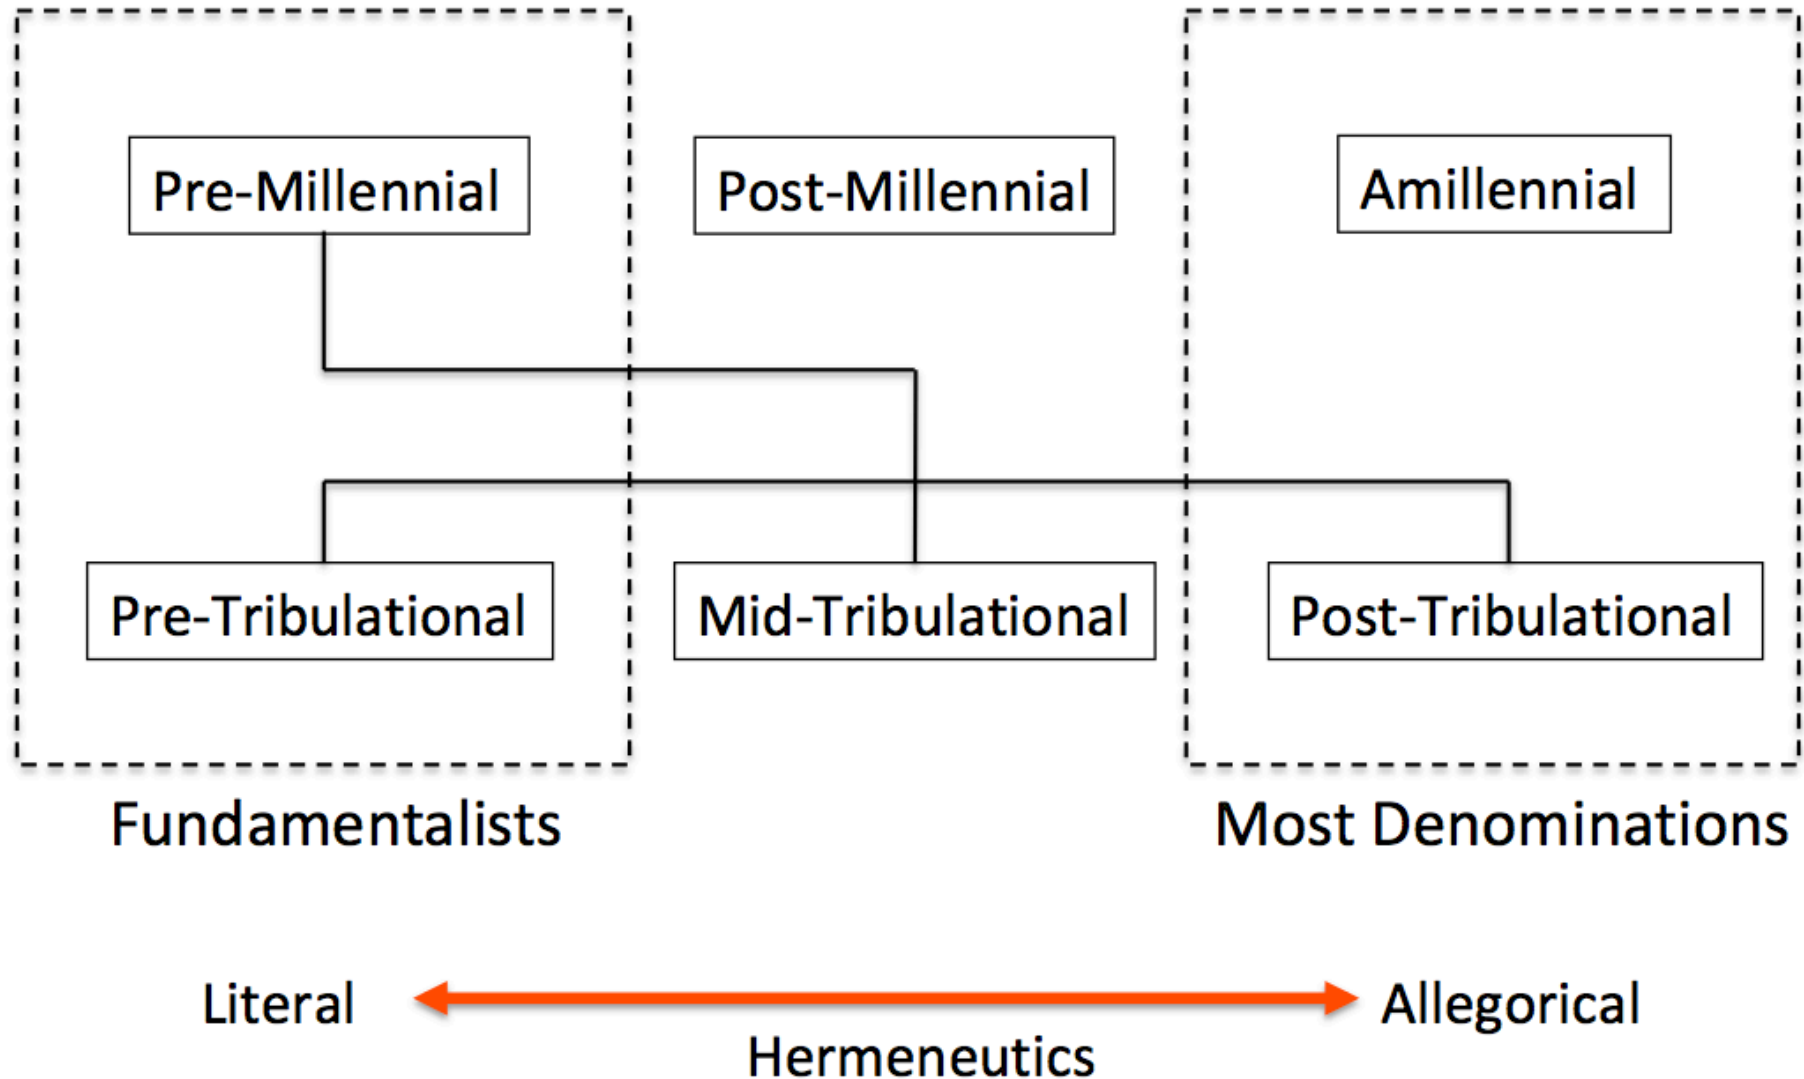 Pre-Millennial
Post-Millennial
Amillennial
Pre-Tribulational
Mid-Tribulational
Post-Tribulational
Fundamentalists
Most Denominations
Literal
Allegorical
Hermeneutics